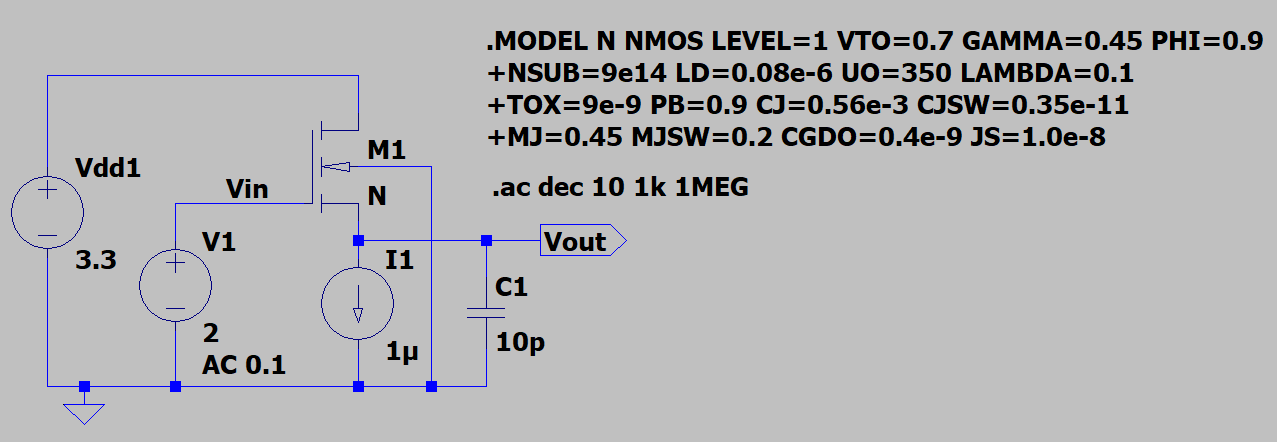 .MODEL N NMOS LEVEL=1 VTO=0.7 GAMMA=0.45 PHI=0.9
+NSUB=9e14 LD=0.08e-6 UO=350 LAMBDA=0.1
+TOX=9e-9 PB=0.9 CJ=0.56e-3 CJSW=0.35e-11
+MJ=0.45 MJSW=0.2 CGDO=0.4e-9 JS=1.0e-8
.ac dec 10 1k 1MEG
M1
N
Vdd1
3.3
Vin
V1
2
AC 0.1
I1
1µ
Vout
C1
10p